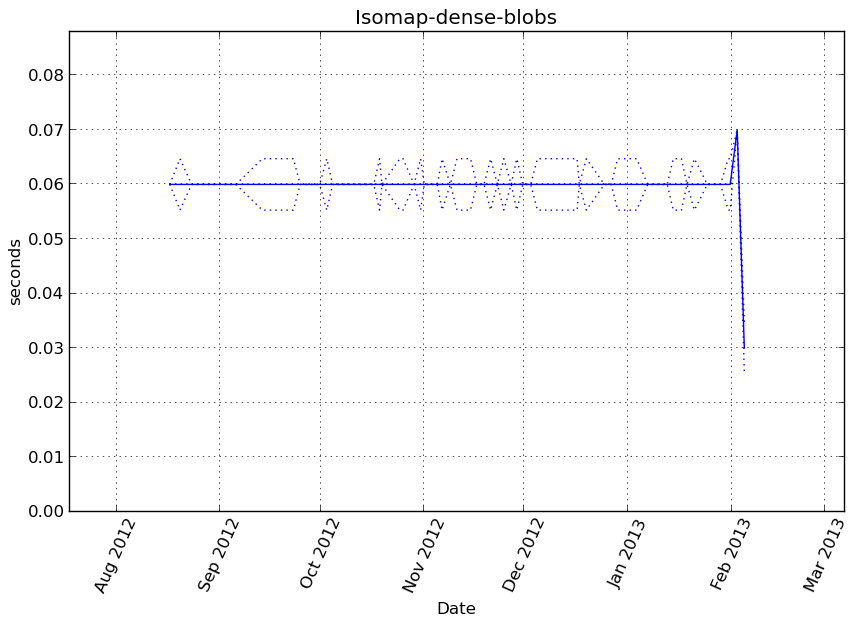 Isomap-dense-blobs
0.08
0.07
0.06
0.05
0.04
0.03
0.02
0.01
0.00
seconds
Aug 2012
Sep 2012
Oct 2012
Nov 2012
Dec 2012
Jan 2013
Feb 2013
Mar 2013
Date